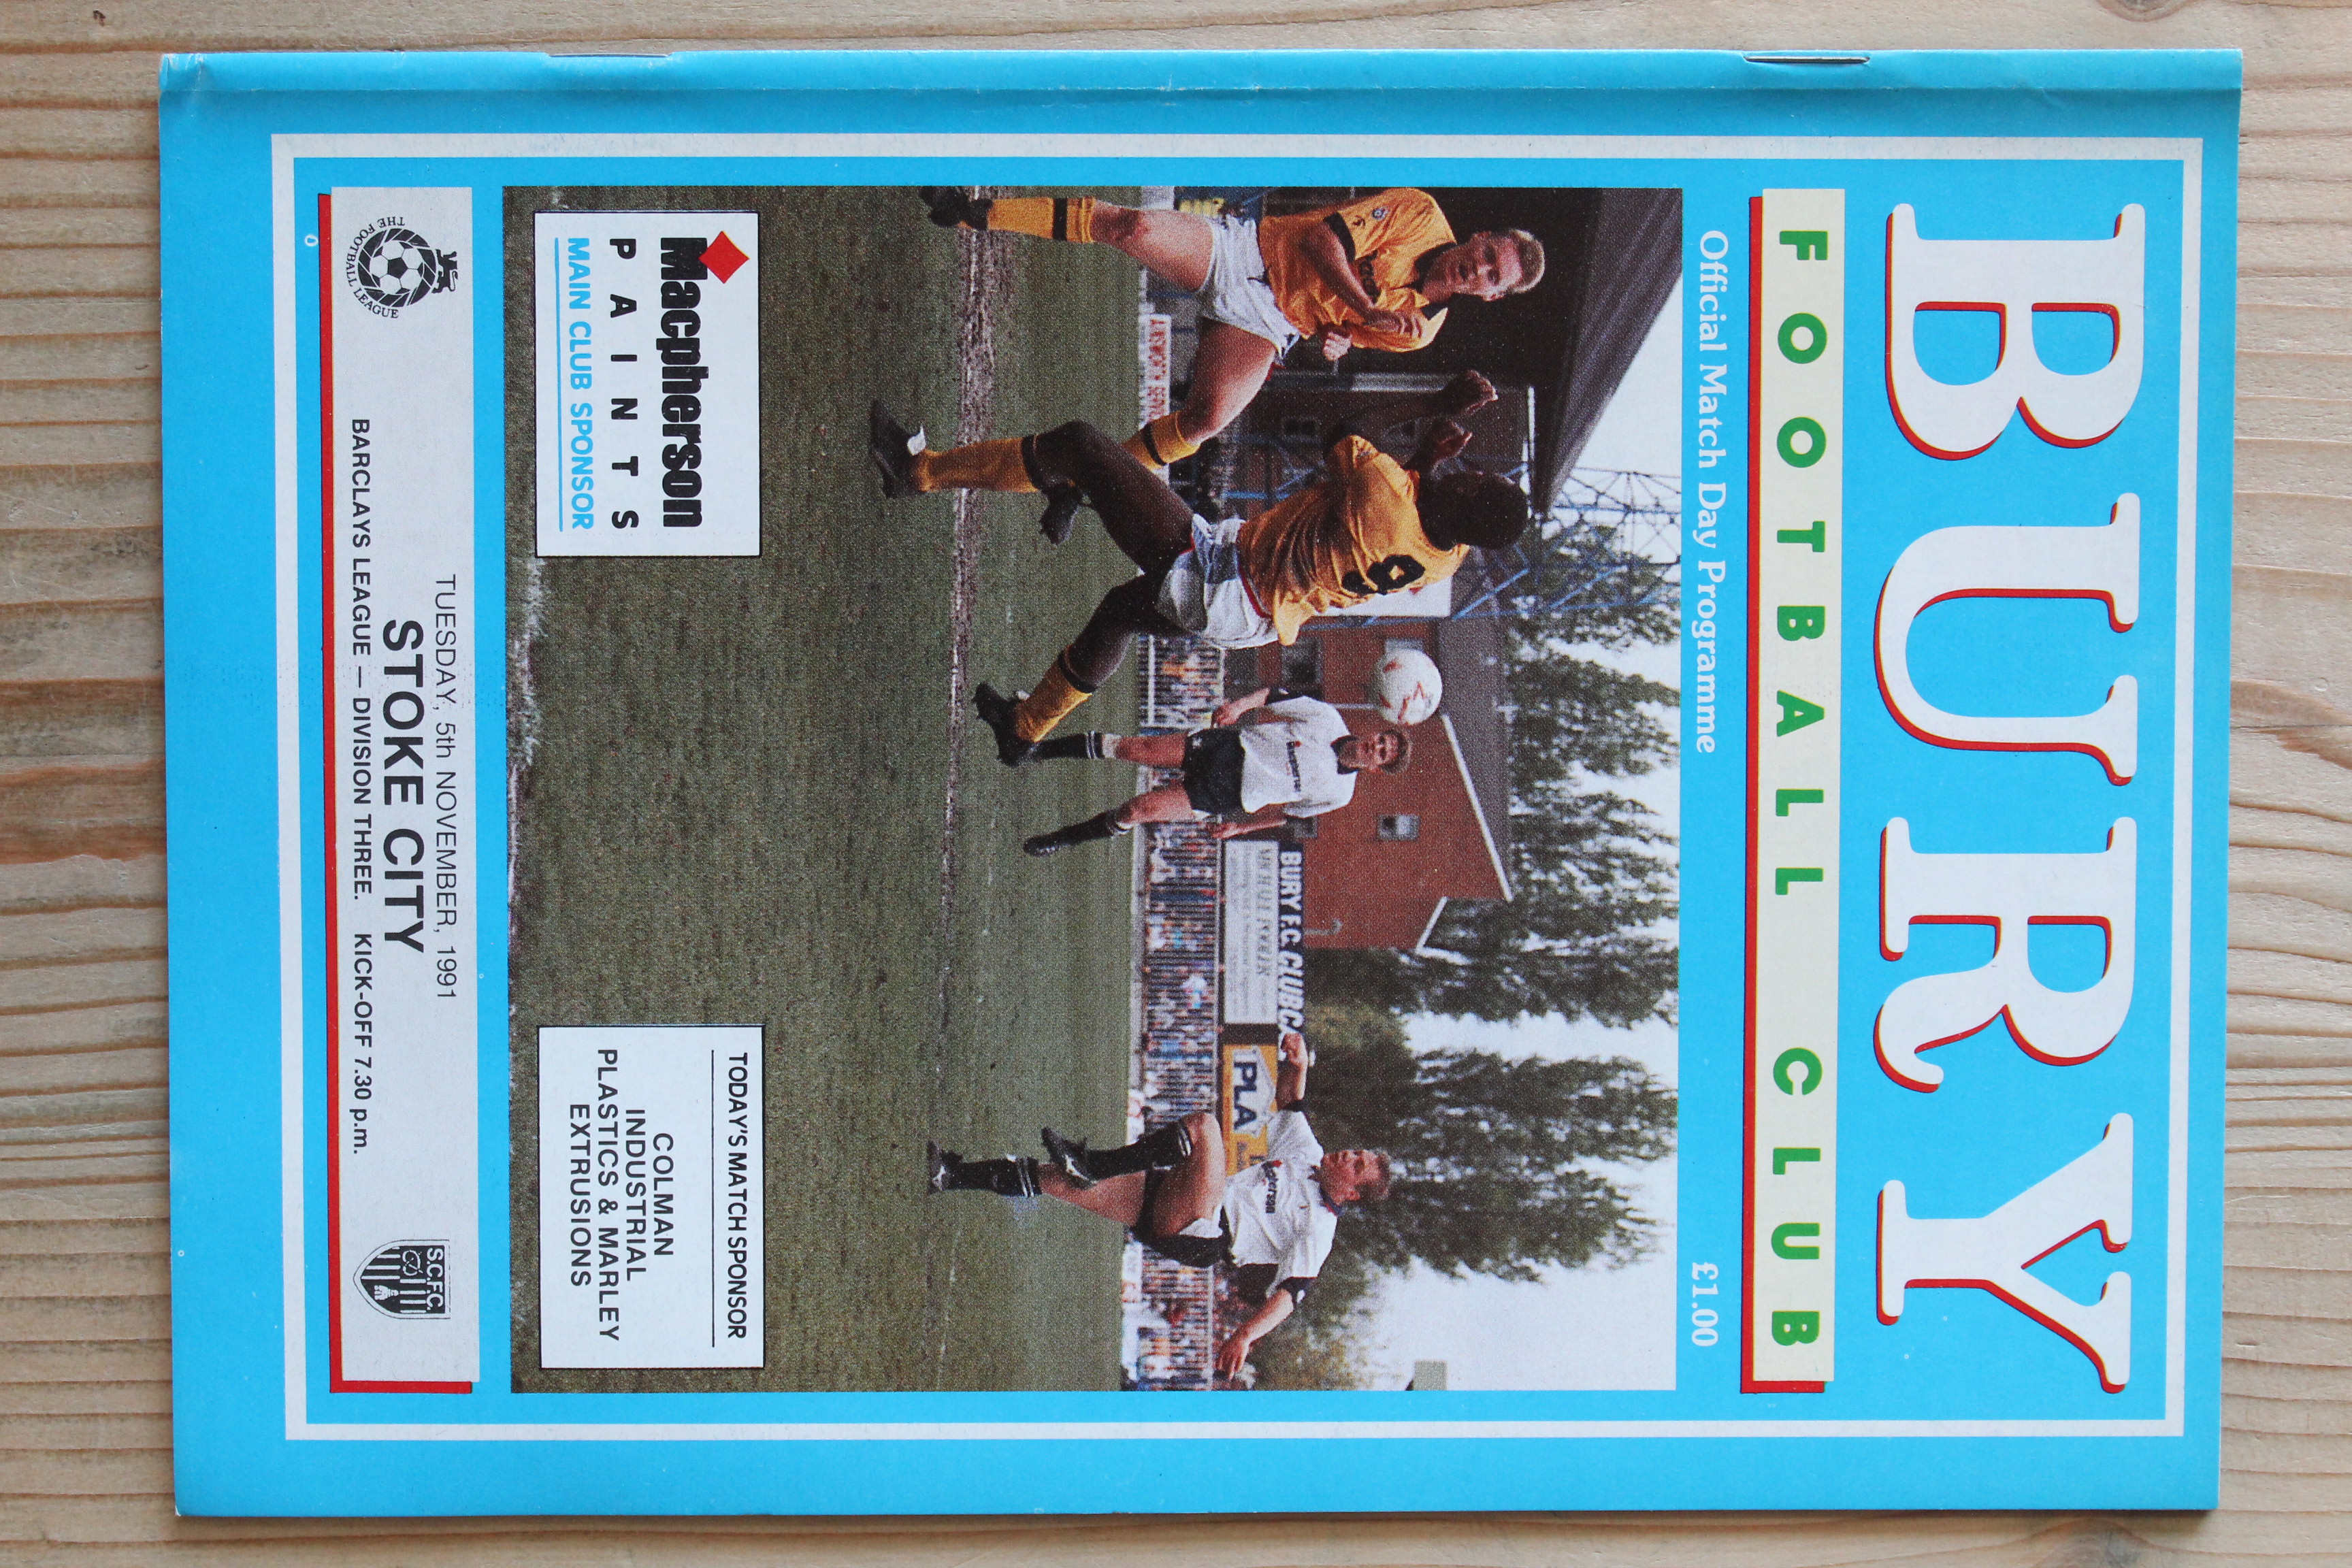 BURY
FOOTBALL CLUB
Official Match Day Programme £1.00
BURY F.C. CLUBC
PLA
Macpherson
PAINTS
MAIN CLUB SPONSOR
TODAY'S MATCH SPONSOR
COLMAN
INDUSTRIAL
PLASTICS & MARLEY
EXTRUSIONS
THE FOOTBALL LEAGUE
TUESDAY, 5th NOVEMBER, 1991
STOKE CITY
BARCLAYS LEAGUE — DIVISION THREE. KICK-OFF 7.30 p.m.
S.C.F.C.